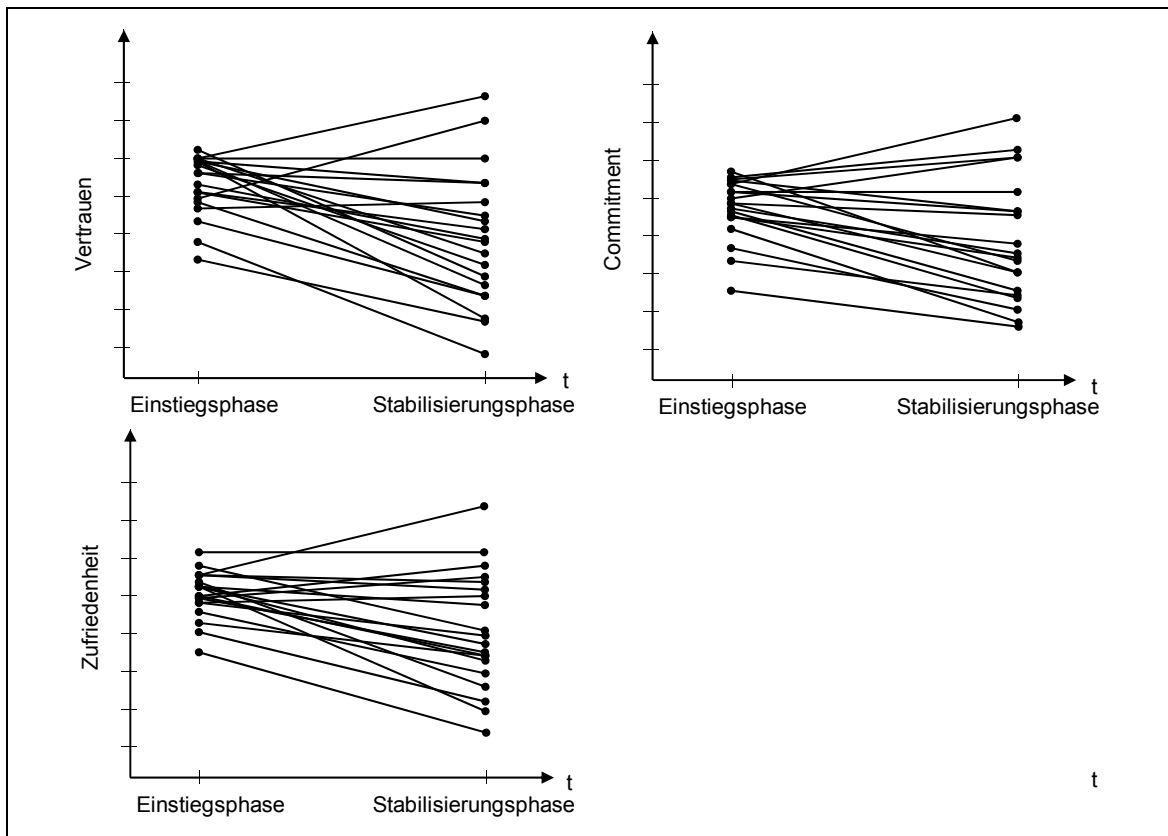 Vertrauen
t
Einstiegsphase
Stabilisierungsphase
Commitment
t
Einstiegsphase
Stabilisierungsphase
Zufriedenheit
t
Einstiegsphase
Stabilisierungsphase
t